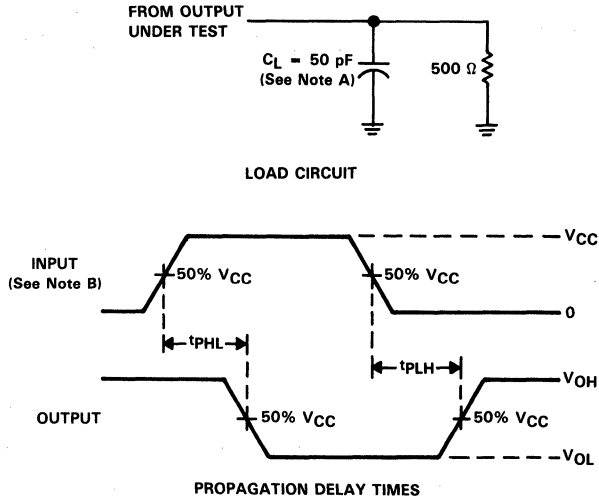 FROM OUTPUT
UNDER TEST
CL = 50 pF
(See Note A)
500 Ω
LOAD CIRCUIT
INPUT
(See Note B)
50% VCC
50% VCC
VCC
0
tPHL
tPLH
OUTPUT
50% VCC
50% VCC
VOH
VOL
PROPAGATION DELAY TIMES